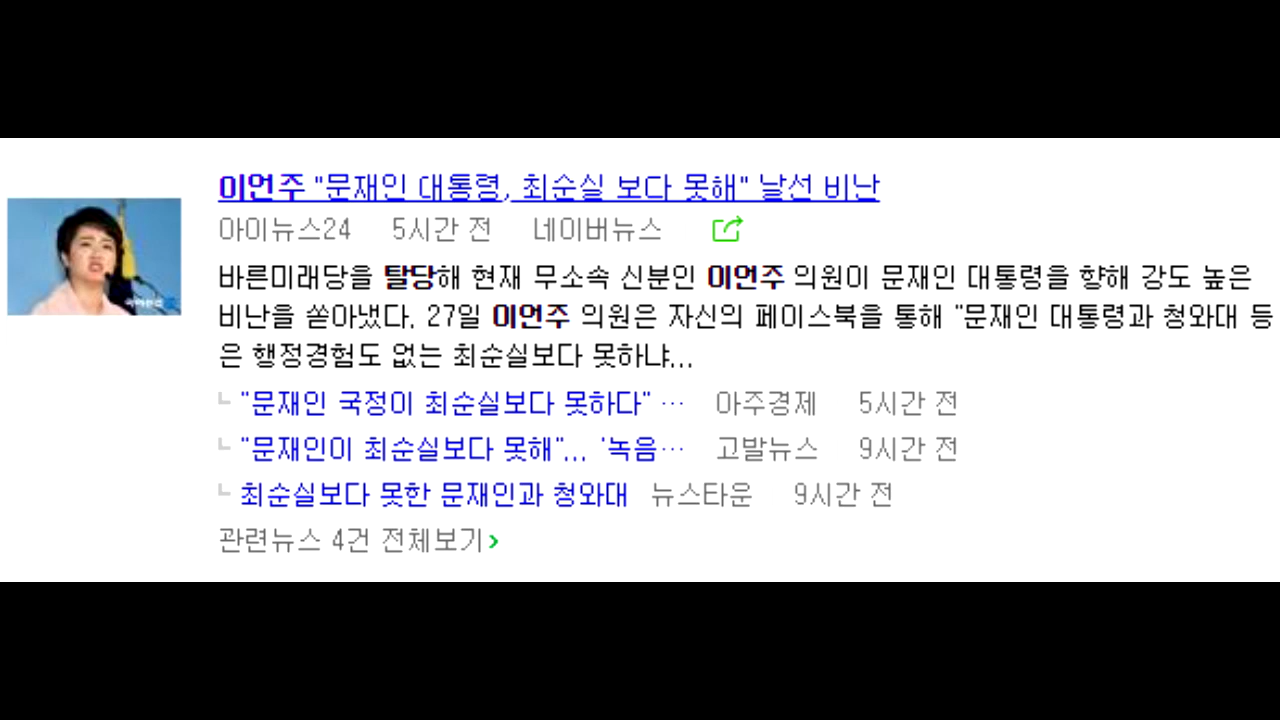 이언주 "문재인 대통령, 최순실 보다 못해" 날선 비난
아이뉴스24 5시간 전 네이버뉴스
바른미래당을 탈당해 현재 무소속 신분인 이언주 의원이 문재인 대통령을 향해 강도 높은
비난을 쏟아냈다. 27일 이언주 의원은 자신의 페이스북을 통해 "문재인 대통령과 청와대 등
은 행정경험도 없는 최순실보다 못하냐...
"문재인 국정이 최순실보다 못하다" ··· 아주경제 5시간 전
"문재인이 최순실보다 못해"... '녹음··· 고발뉴스 9시간 전
최순실보다 못한 문재인과 청와대 뉴스타운 9시간 전
관련뉴스 4건 전체보기>